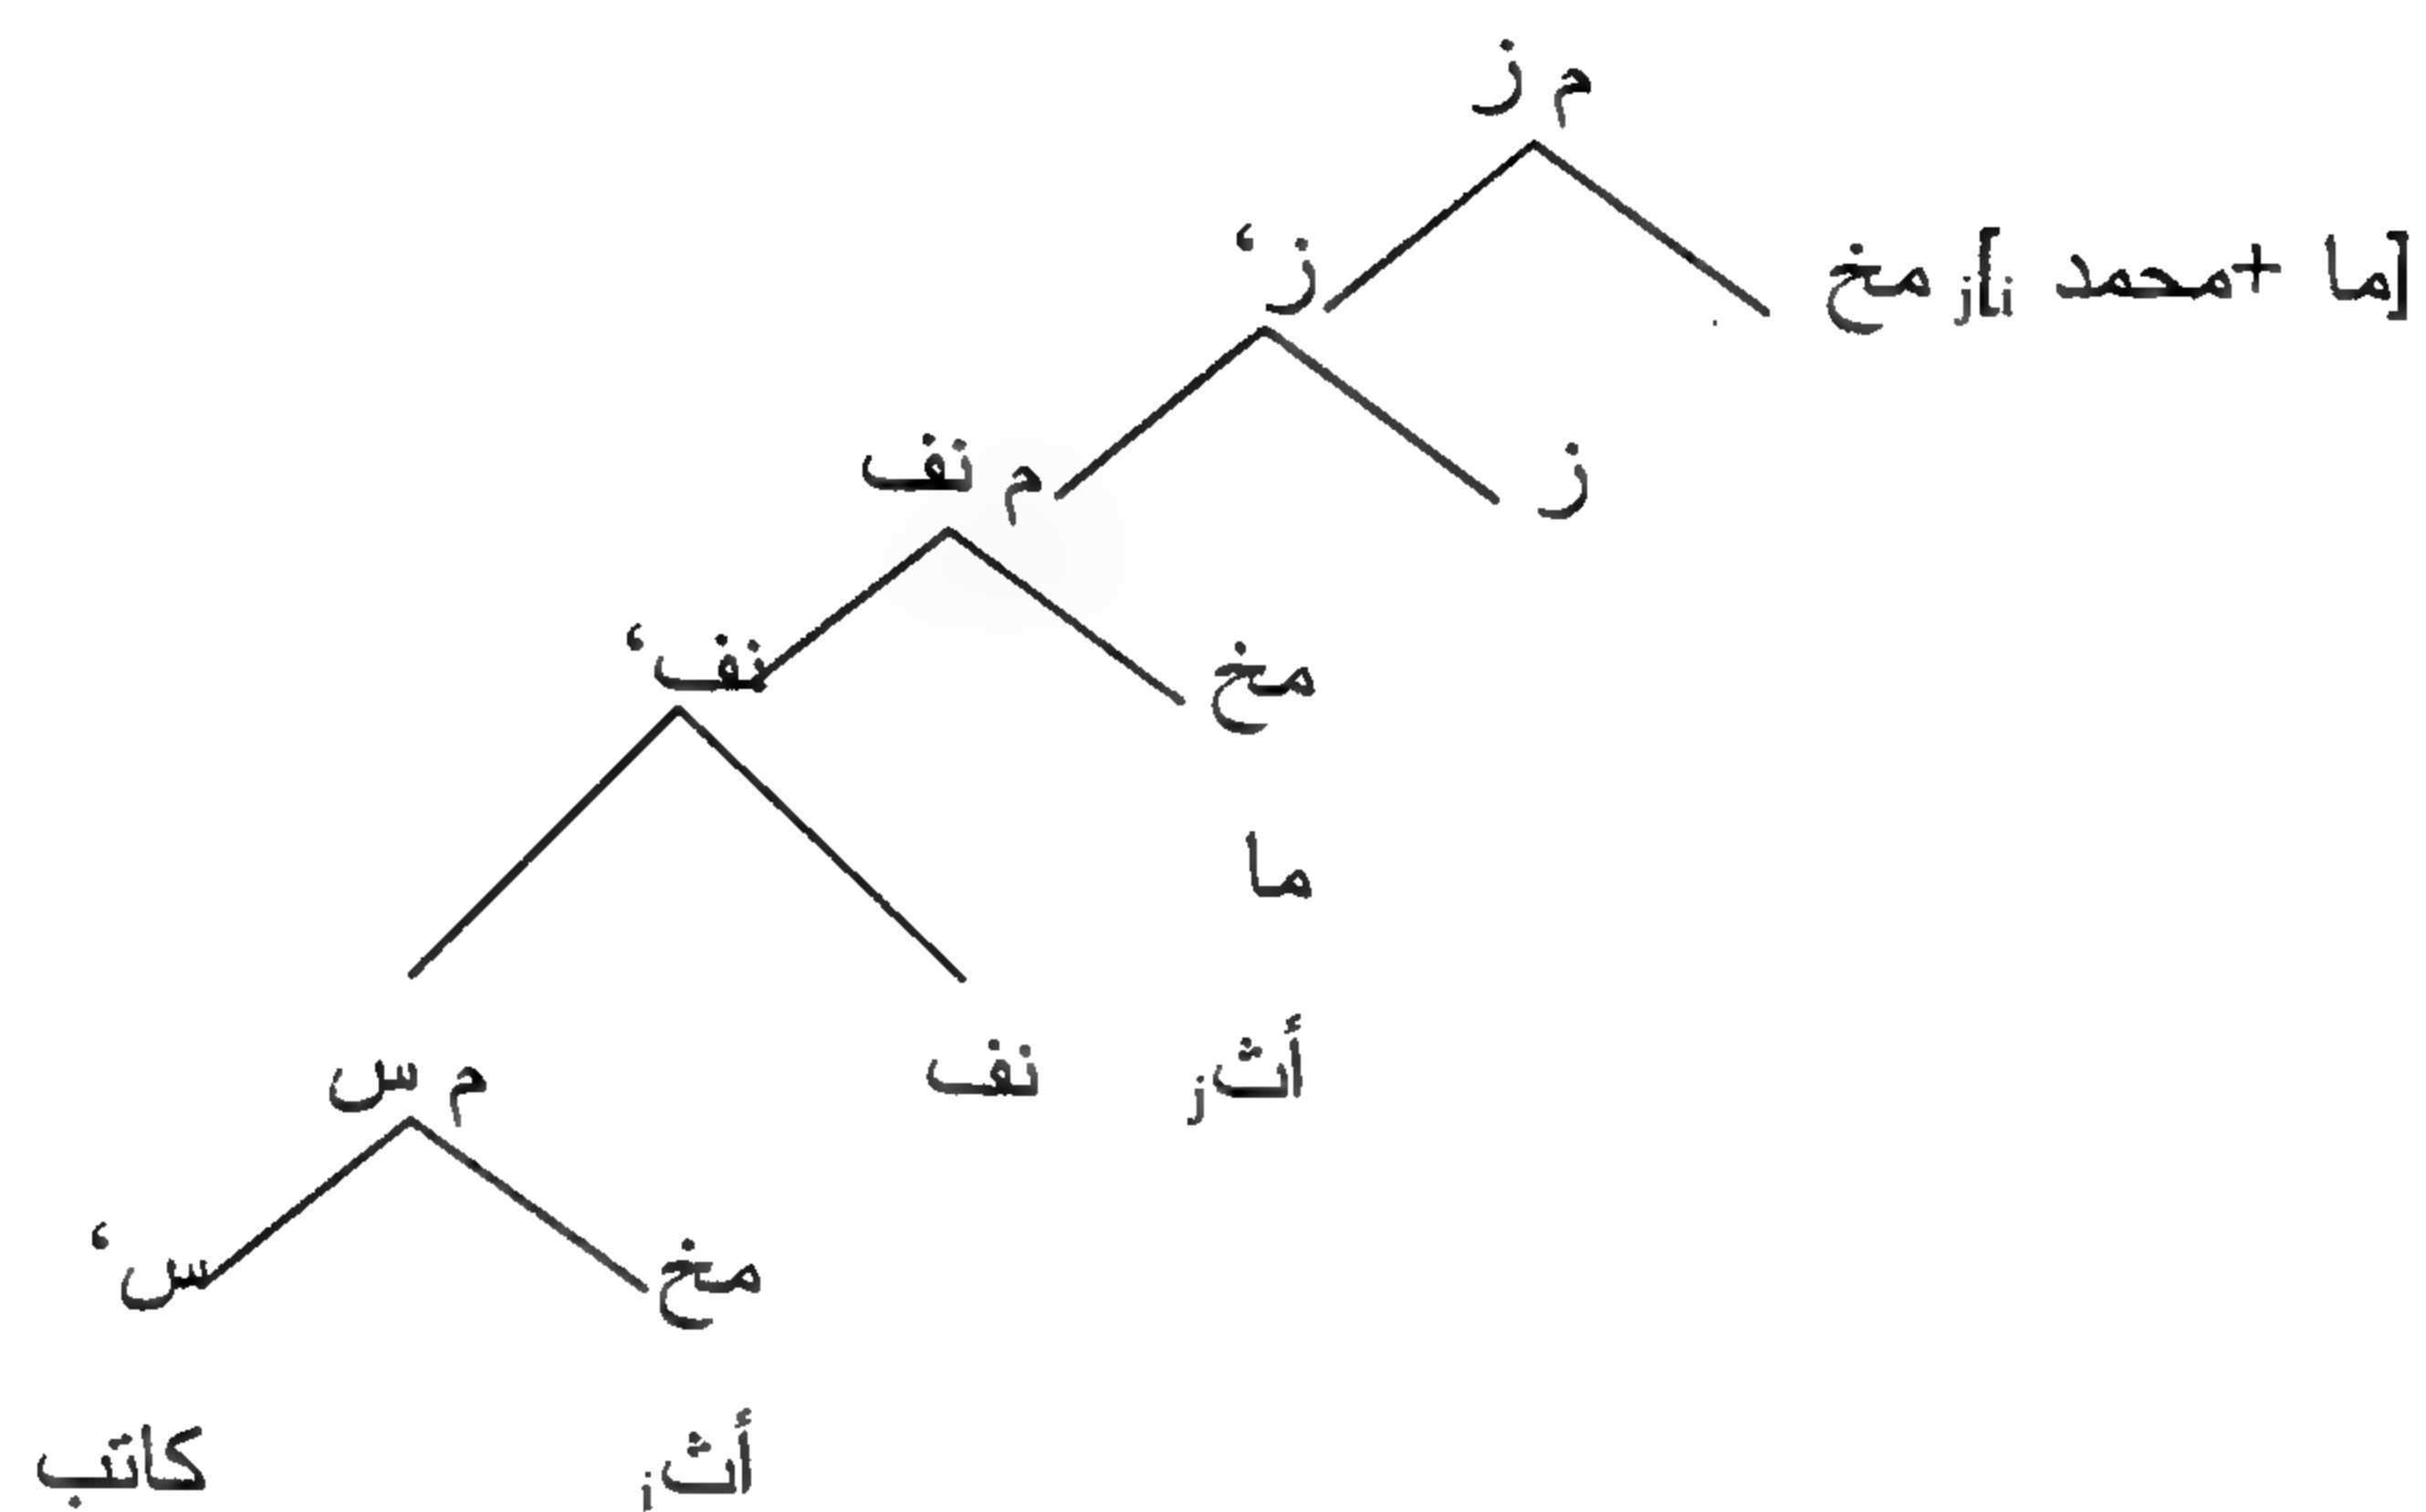 م ز
[ما +محمد i]j مخ ز‘
ز م نف
مخ نف‘
ما
أثj نف م س
مخ س‘
أثi كاتب